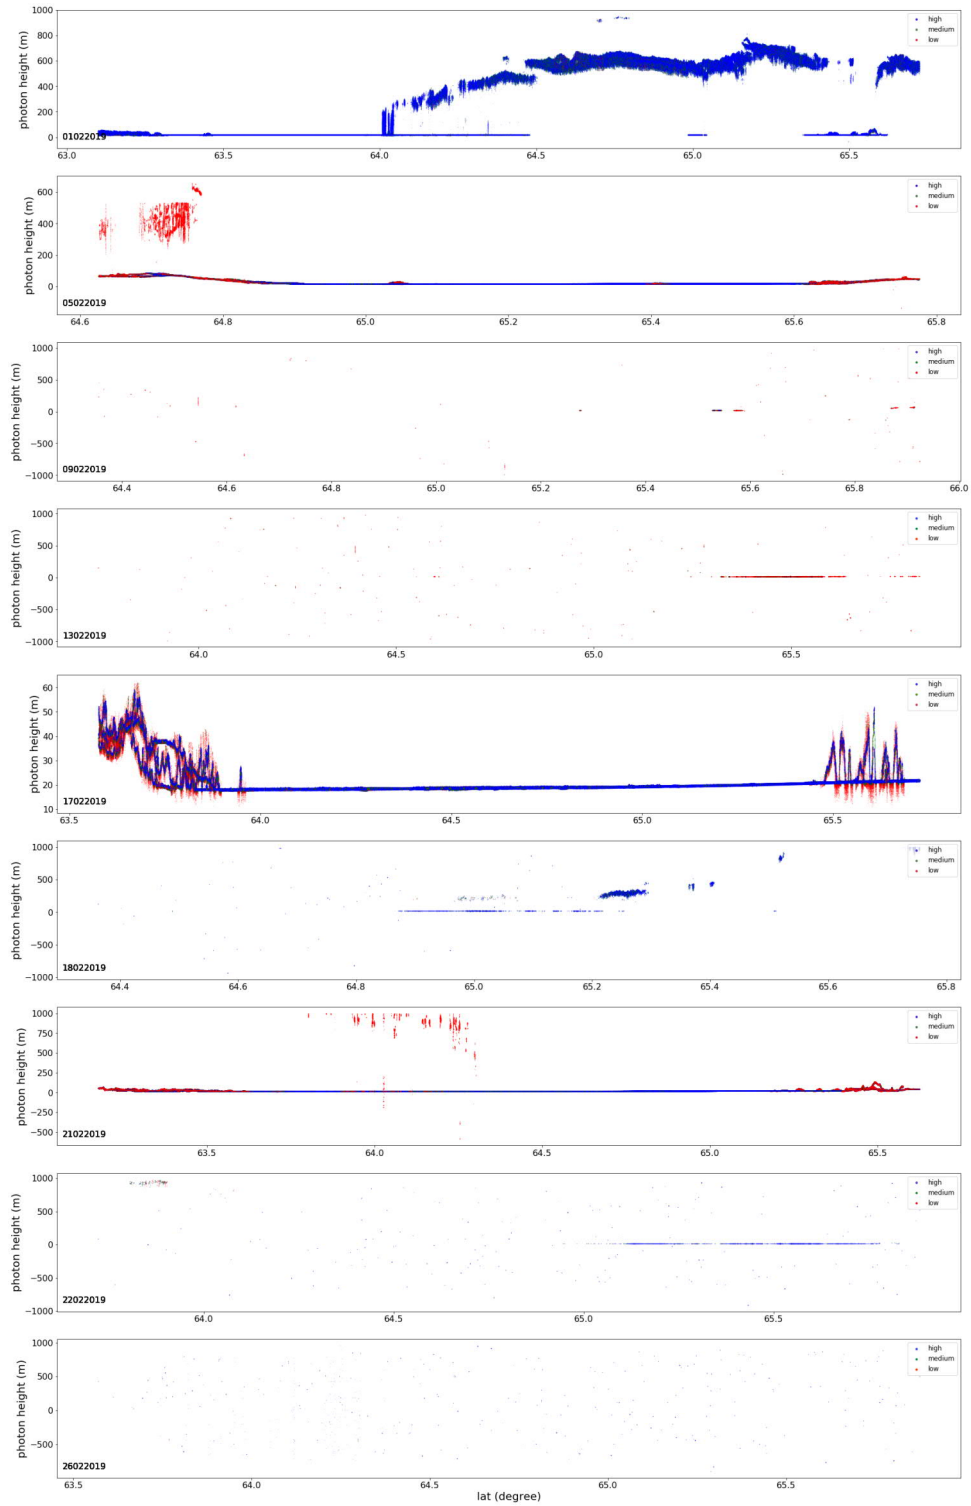 1000
800
600
400
200
0
photon height (m)
high
medium
low
01022019
63.0 63.5 64.0 64.5 65.0 65.5
600
400
200
0
photon height (m)
high
medium
low
05022019
64.6 64.8 65.0 65.2 65.4 65.6 65.8
1000
500
0
−500
−1000
photon height (m)
high
medium
low
09022019
64.4 64.6 64.8 65.0 65.2 65.4 65.6 65.8 66.0
1000
500
0
−500
−1000
photon height (m)
high
medium
low
13022019
64.0 64.5 65.0 65.5
60
50
40
30
20
10
photon height (m)
high
medium
low
17022019
63.5 64.0 64.5 65.0 65.5
1000
500
0
−500
−1000
photon height (m)
high
medium
low
18022019
64.4 64.6 64.8 65.0 65.2 65.4 65.6 65.8
1000
750
500
250
0
−250
−500
photon height (m)
high
medium
low
21022019
63.5 64.0 64.5 65.0 65.5
1000
500
0
−500
−1000
photon height (m)
high
medium
low
22022019
64.0 64.5 65.0 65.5
1000
500
0
−500
photon height (m)
high
medium
low
26022019
63.5 64.0 64.5 65.0 65.5
lat (degree)